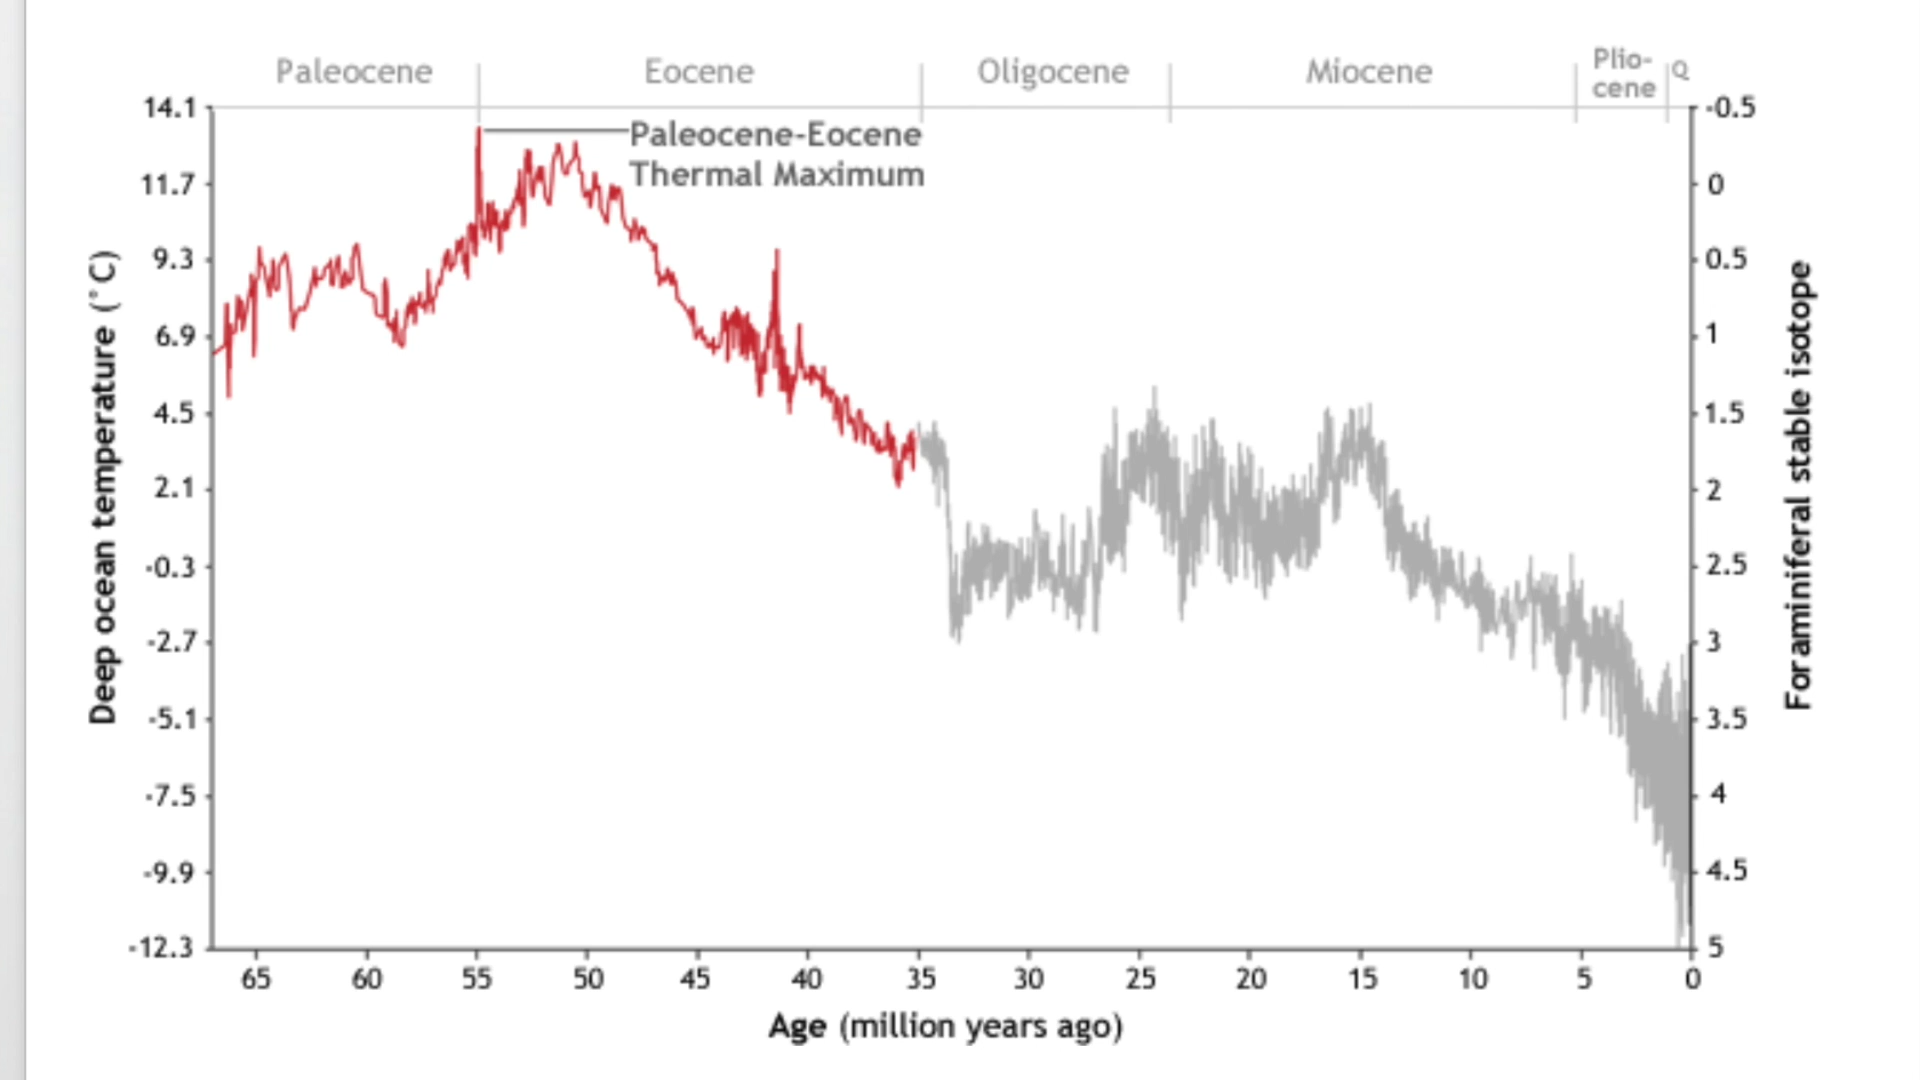 Paleocene
Eocene
Oligocene
Miocene
Plio-
cene
Q
14.1
11.7
9.3
6.9
4.5
2.1
-0.3
-2.7
-5.1
-7.5
-9.9
-12.3
Deep ocean temperature (°C)
Paleocene-Eocene
Thermal Maximum
-0.5
0
0.5
1
1.5
2
2.5
3
3.5
4
4.5
5
Foraminiferal stable isotope
65 60 55 50 45 40 35 30 25 20 15 10 5 0
Age (million years ago)